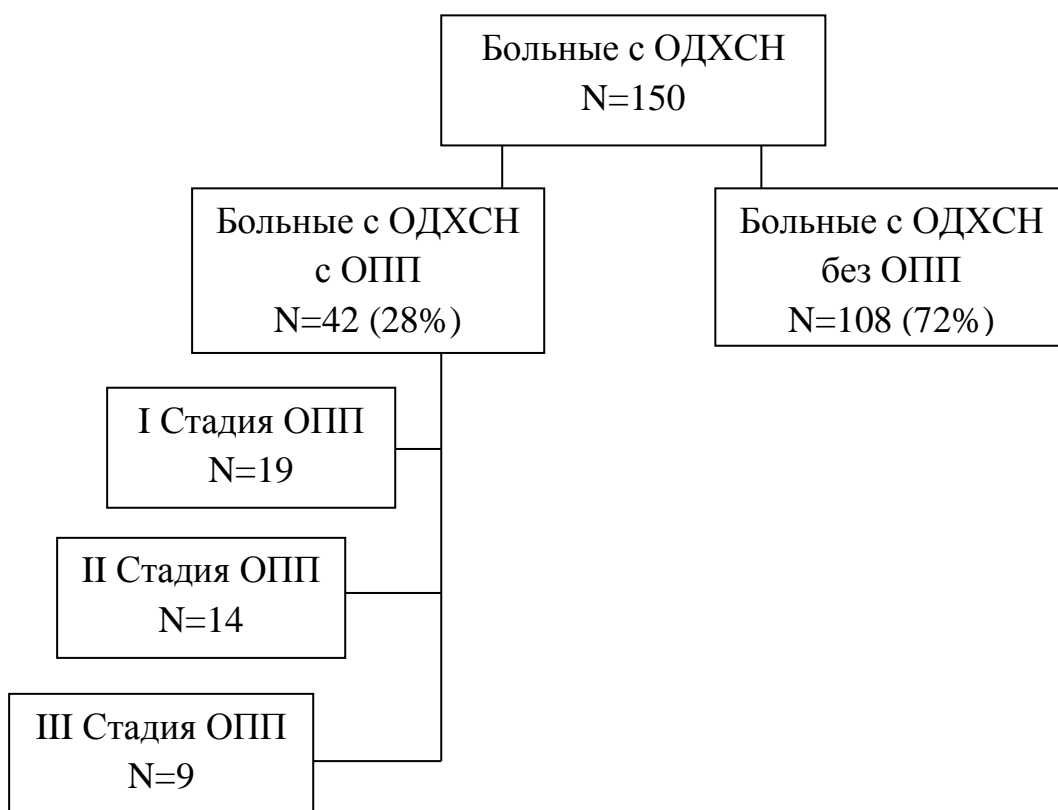 Больные с ОДХСН
N=150
Больные с ОДХСН
с ОПП
N=42 (28%)
Больные с ОДХСН
без ОПП
N=108 (72%)
I Стадия ОПП
N=19
II Стадия ОПП
N=14
III Стадия ОПП
N=9